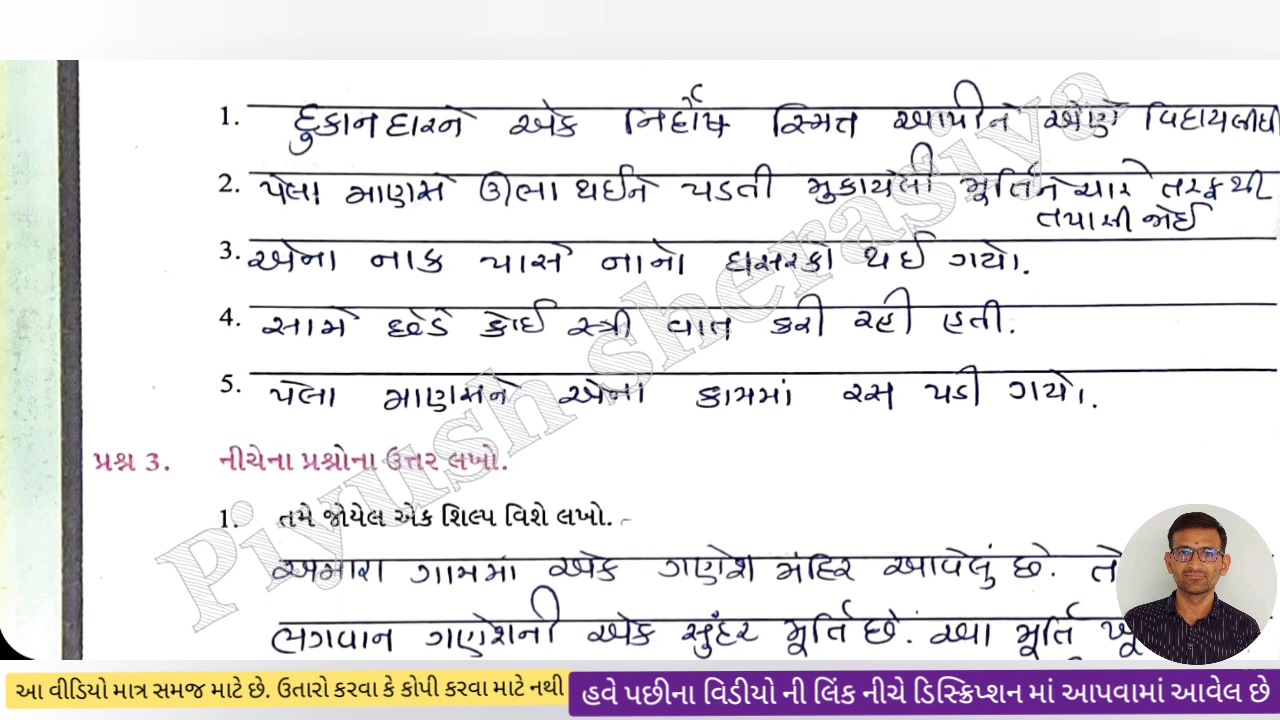 1. દુકાનદારને એક નિર્દોષ સ્મિત આપીને એણે વિદાય લીધી
2. પેલા માણસે ઊભા થઈને પડતી મુકાયેલી મૂર્તિને ચારે તરફથી
તપાસી જોઈ
3. એના નાક પાસે નાનો ઘસરકો થઈ ગયો.
4. સામે છેડે કોઈ સ્ત્રી વાત કરી રહી હતી.
5. પેલા માણસને એના કામમાં રસ પડી ગયો.
પ્રશ્ન 3. નીચેના પ્રશ્નોના ઉત્તર લખો.
1. તમે જોયેલ એક શિલ્પ વિશે લખો.
અમારા ગામમાં એક ગણેશ મંદિર આવેલું છે. તે
ભગવાન ગણેશની એક સુંદર મૂર્તિ છે. આ મૂર્તિ ખૂ
Piyush sherasiya
આ વીડિયો માત્ર સમજ માટે છે. ઉતારો કરવા કે કોપી કરવા માટે નથી
હવે પછીના વિડીયો ની લિંક નીચે ડિસ્ક્રિપ્શન માં આપવામાં આવેલ છે